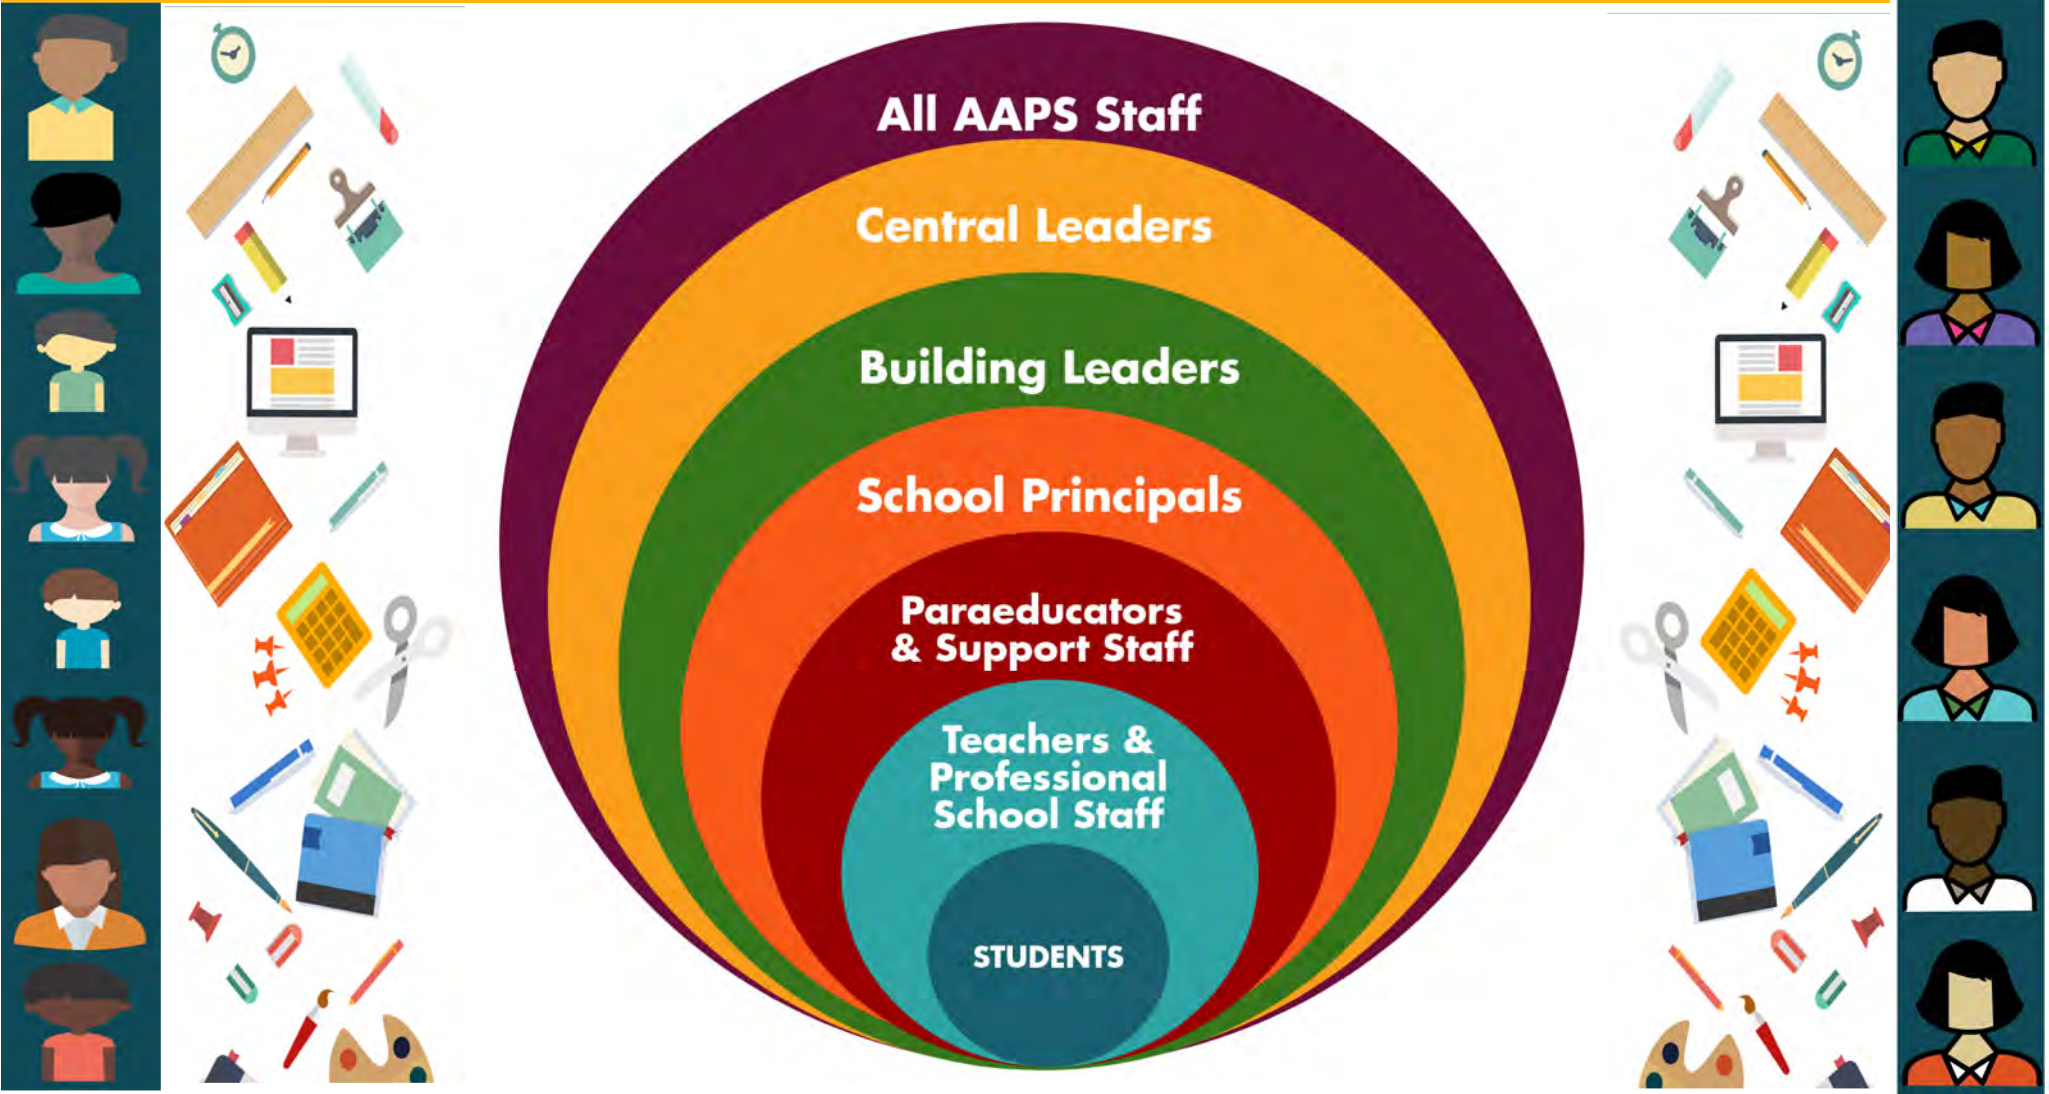 All AAPS Staff
Central Leaders
Building Leaders
School Principals
Paraeducators
& Support Staff
Teachers &
Professional
School Staff
STUDENTS